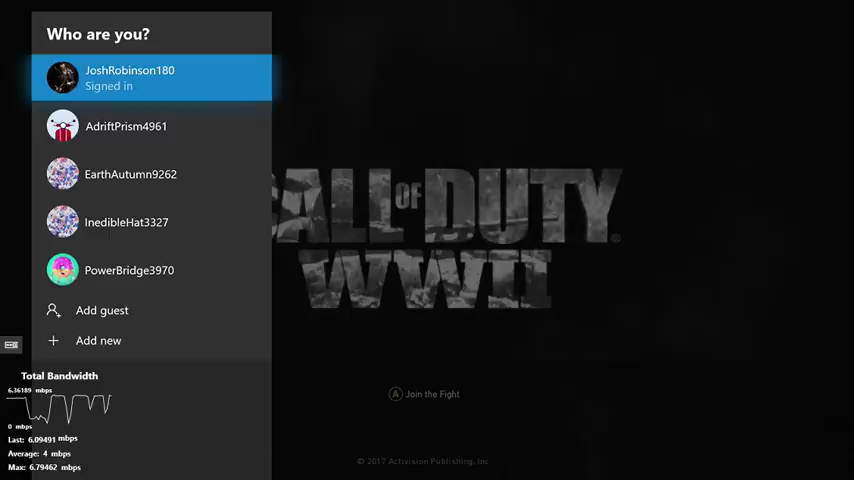 Who are you?
JoshRobinson180
Signed in
AdriftPrism4961
EarthAutumn9262
InedibleHat3327
PowerBridge3970
Add guest
Add new
CALL OF DUTY®
WWII
Total Bandwidth
6.36189 mbps
0 mbps
Last: 6.09491 mbps
Average: 4 mbps
Max: 6.79462 mbps
A Join the Fight
© 2017 Activision Publishing, Inc